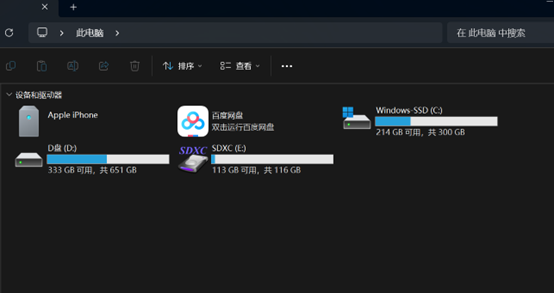 此电脑
在 此电脑 中搜索
排序
查看
设备和驱动器
Apple iPhone
百度网盘
双击运行百度网盘
Windows-SSD (C:)
214 GB 可用，共 300 GB
D盘 (D:)
333 GB 可用，共 651 GB
SDXC
SDXC (E:)
113 GB 可用，共 116 GB